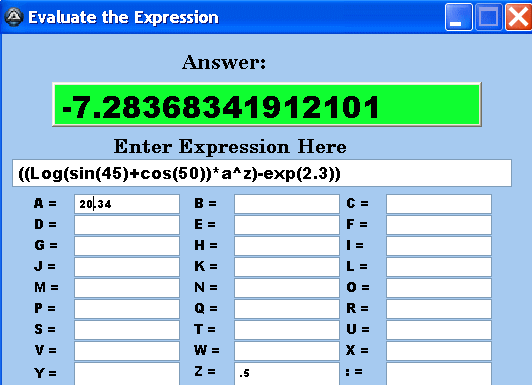 Evaluate the Expression
Answer:
-7.28368341912101
Enter Expression Here
((Log(sin(45)+cos(50))*a^z)-exp(2.3))
A = 20.34 B = C =
D = E = F =
G = H = I =
J = K = L =
M = N = O =
P = Q = R =
S = T = U =
V = W = X =
Y = Z = .5 : =